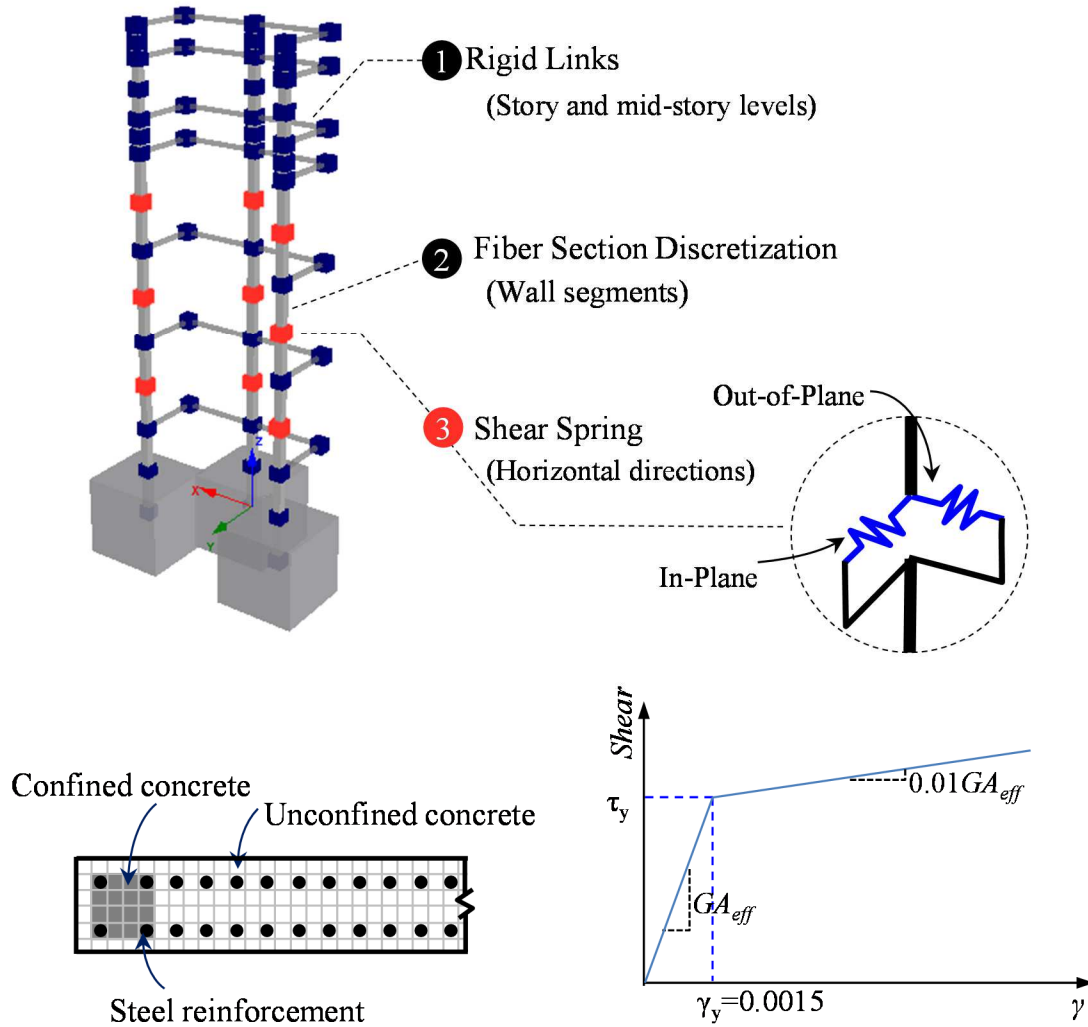 1 Rigid Links
(Story and mid-story levels)
2 Fiber Section Discretization
(Wall segments)
3 Shear Spring
(Horizontal directions)
Out-of-Plane
In-Plane
Z
X
Y
Confined concrete
Unconfined concrete
Steel reinforcement
Shear
τy
0.01GAeff
GAeff
γy=0.0015
γ